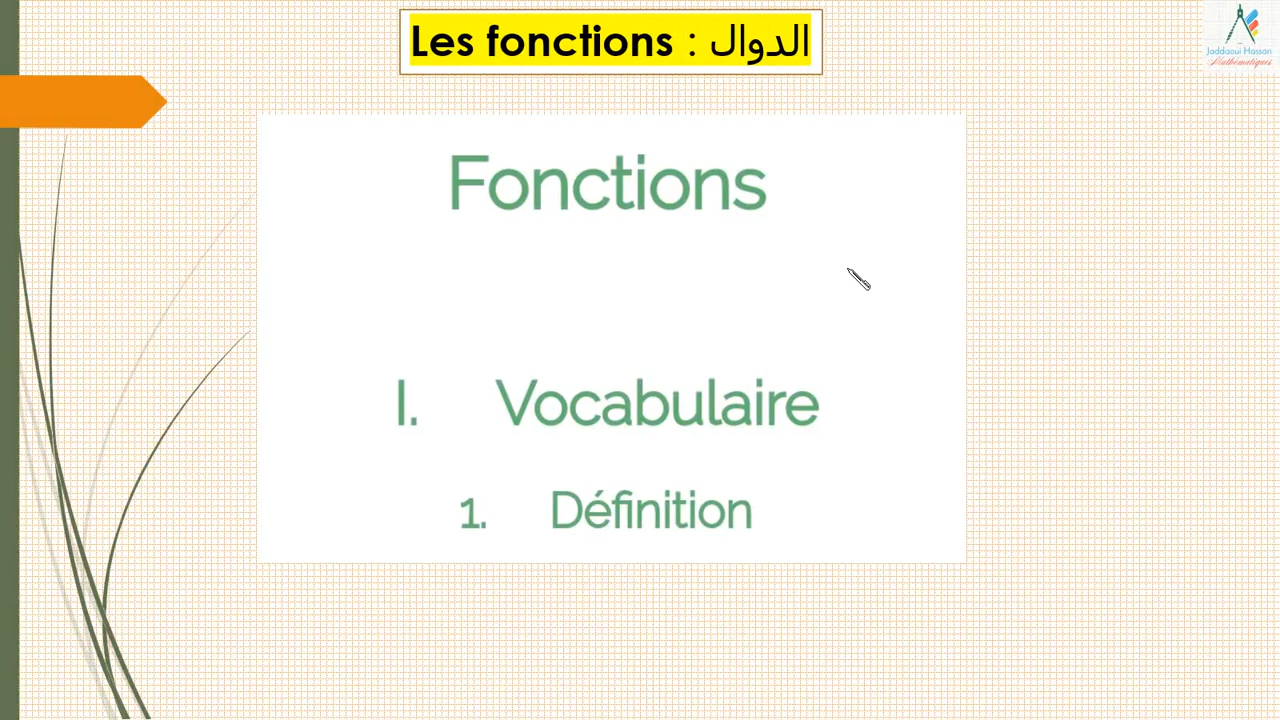 Les fonctions : الدوال
Jaddaoui Hassan
Mathématiques
Fonctions
I. Vocabulaire
1. Définition